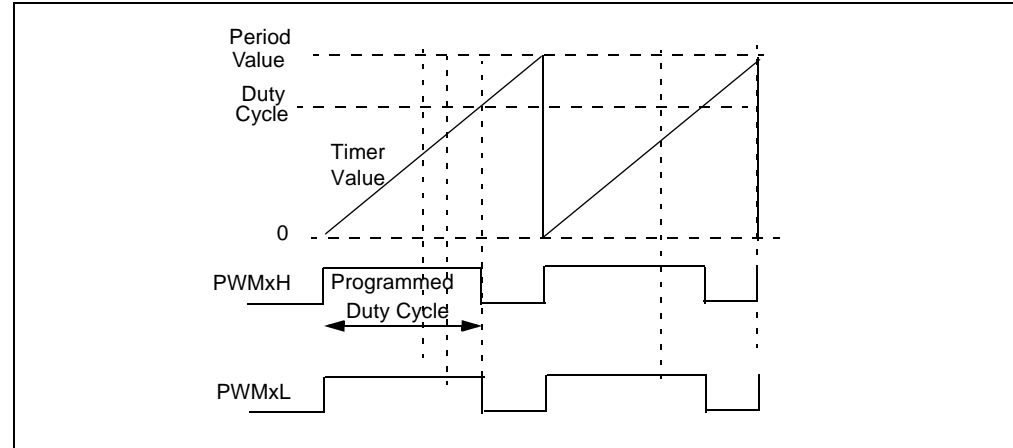 Period
Value
Duty
Cycle
Timer
Value
0
PWMxH
Programmed
Duty Cycle
PWMxL